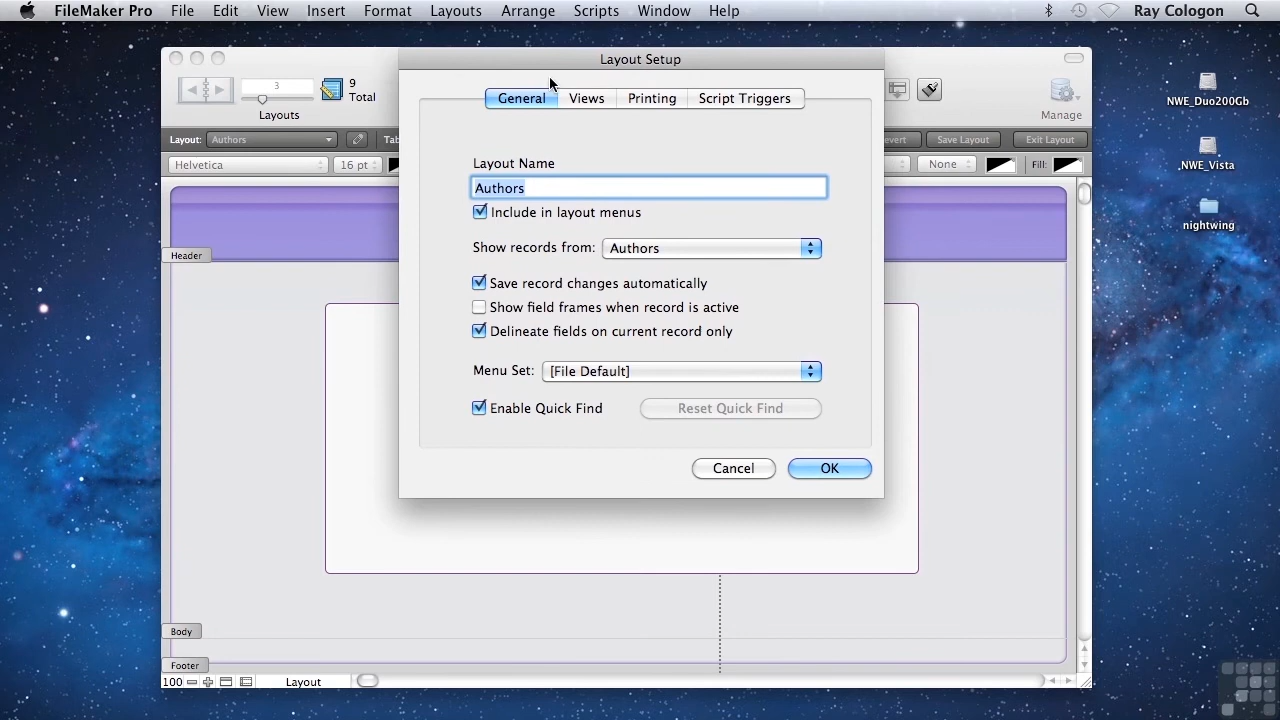 FileMaker Pro File Edit View Insert Format Layouts Arrange Scripts Window Help Ray Cologon
Layout Setup
3
9
Total
Layouts
Manage
General Views Printing Script Triggers
NWE_Duo200Gb
Layout: Authors
Save Layout Exit Layout
Helvetica 16 pt
None Fill:
Layout Name
Authors
Include in layout menus
NWE_Vista
nightwing
Header
Show records from: Authors
Save record changes automatically
Show field frames when record is active
Delineate fields on current record only
Menu Set: [File Default]
Enable Quick Find Reset Quick Find
Cancel OK
Body
Footer
100 Layout